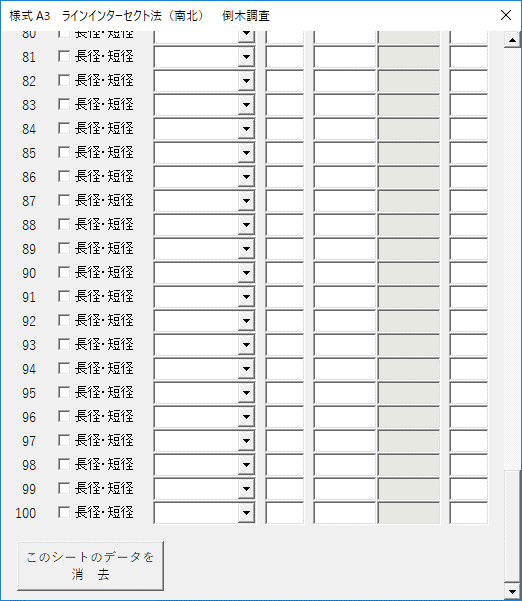 様式 A3 ラインインターセクト法（南北） 倒木調査
80 長径・短径
81 長径・短径
82 長径・短径
83 長径・短径
84 長径・短径
85 長径・短径
86 長径・短径
87 長径・短径
88 長径・短径
89 長径・短径
90 長径・短径
91 長径・短径
92 長径・短径
93 長径・短径
94 長径・短径
95 長径・短径
96 長径・短径
97 長径・短径
98 長径・短径
99 長径・短径
100 長径・短径
このシートのデータを
消 去